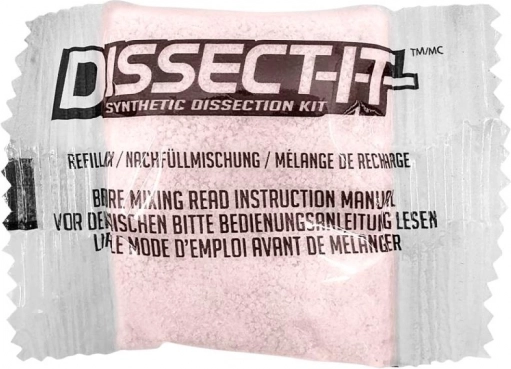 DISSECT-IT
TM/MC
SYNTHETIC DISSECTION KIT
/ NACHFÜLLMISCHUNG / MÉLANGE DE RECHARGE
MIXING READ INSTRUCTION MANUAL
VOR BITTE BEDIENUNGSANLEITUNG LESEN
MODE D'EMPLOI AVANT DE MÉLANGER